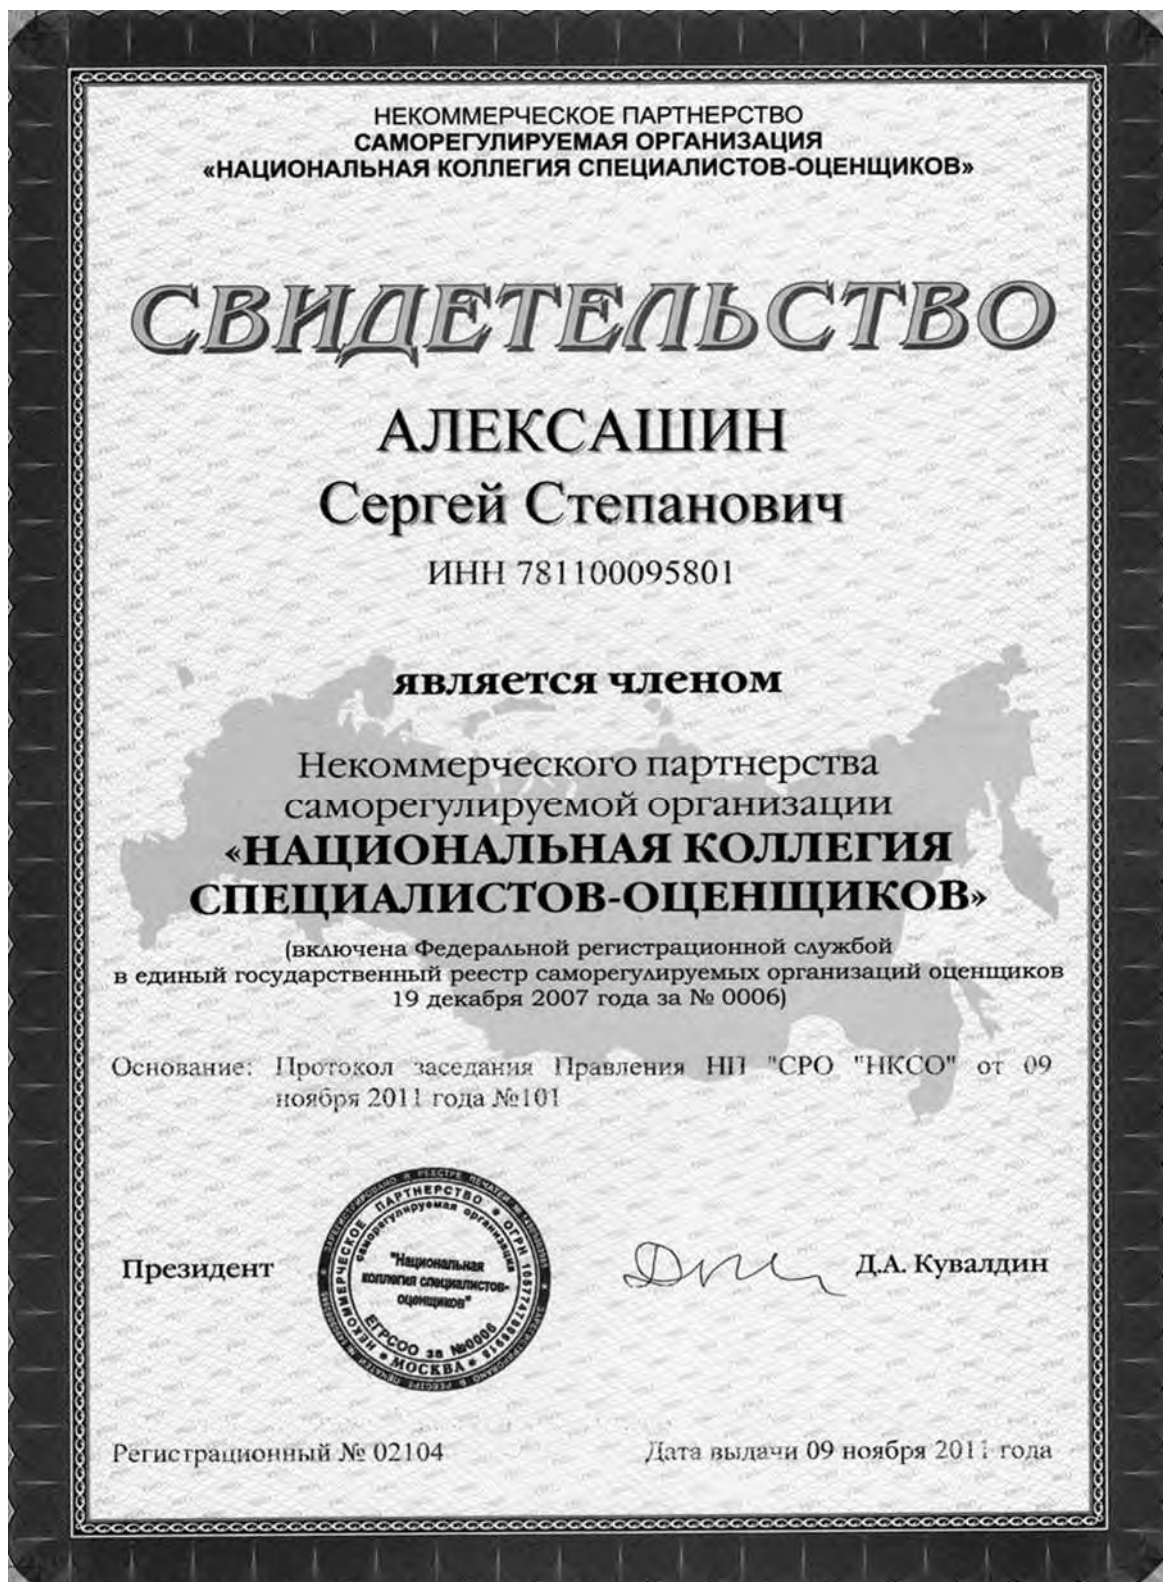 НЕКОММЕРЧЕСКОЕ ПАРТНЕРСТВО
САМОРЕГУЛИРУЕМАЯ ОРГАНИЗАЦИЯ
«НАЦИОНАЛЬНАЯ КОЛЛЕГИЯ СПЕЦИАЛИСТОВ-ОЦЕНЩИКОВ»
СВИДЕТЕЛЬСТВО
АЛЕКСАШИН
Сергей Степанович
ИНН 781100095801
является членом
Некоммерческого партнерства
саморегулируемой организации
«НАЦИОНАЛЬНАЯ КОЛЛЕГИЯ
СПЕЦИАЛИСТОВ-ОЦЕНЩИКОВ»
(включена Федеральной регистрационной службой
в единый государственный реестр саморегулируемых организаций оценщиков
19 декабря 2007 года за № 0006)
Основание: Протокол заседания Правления НП "СРО "НКСО" от 09
ноября 2011 года №101
НЕКОММЕРЧЕСКОЕ ПАРТНЕРСТВО * ОГРН
саморегулируемая организация
"Национальная
коллегия специалистов-
оценщиков"
ЕГРСОО за №0006
* МОСКВА *
Президент
Д.А. Кувалдин
Регистрационный № 02104
Дата выдачи 09 ноября 2011 года